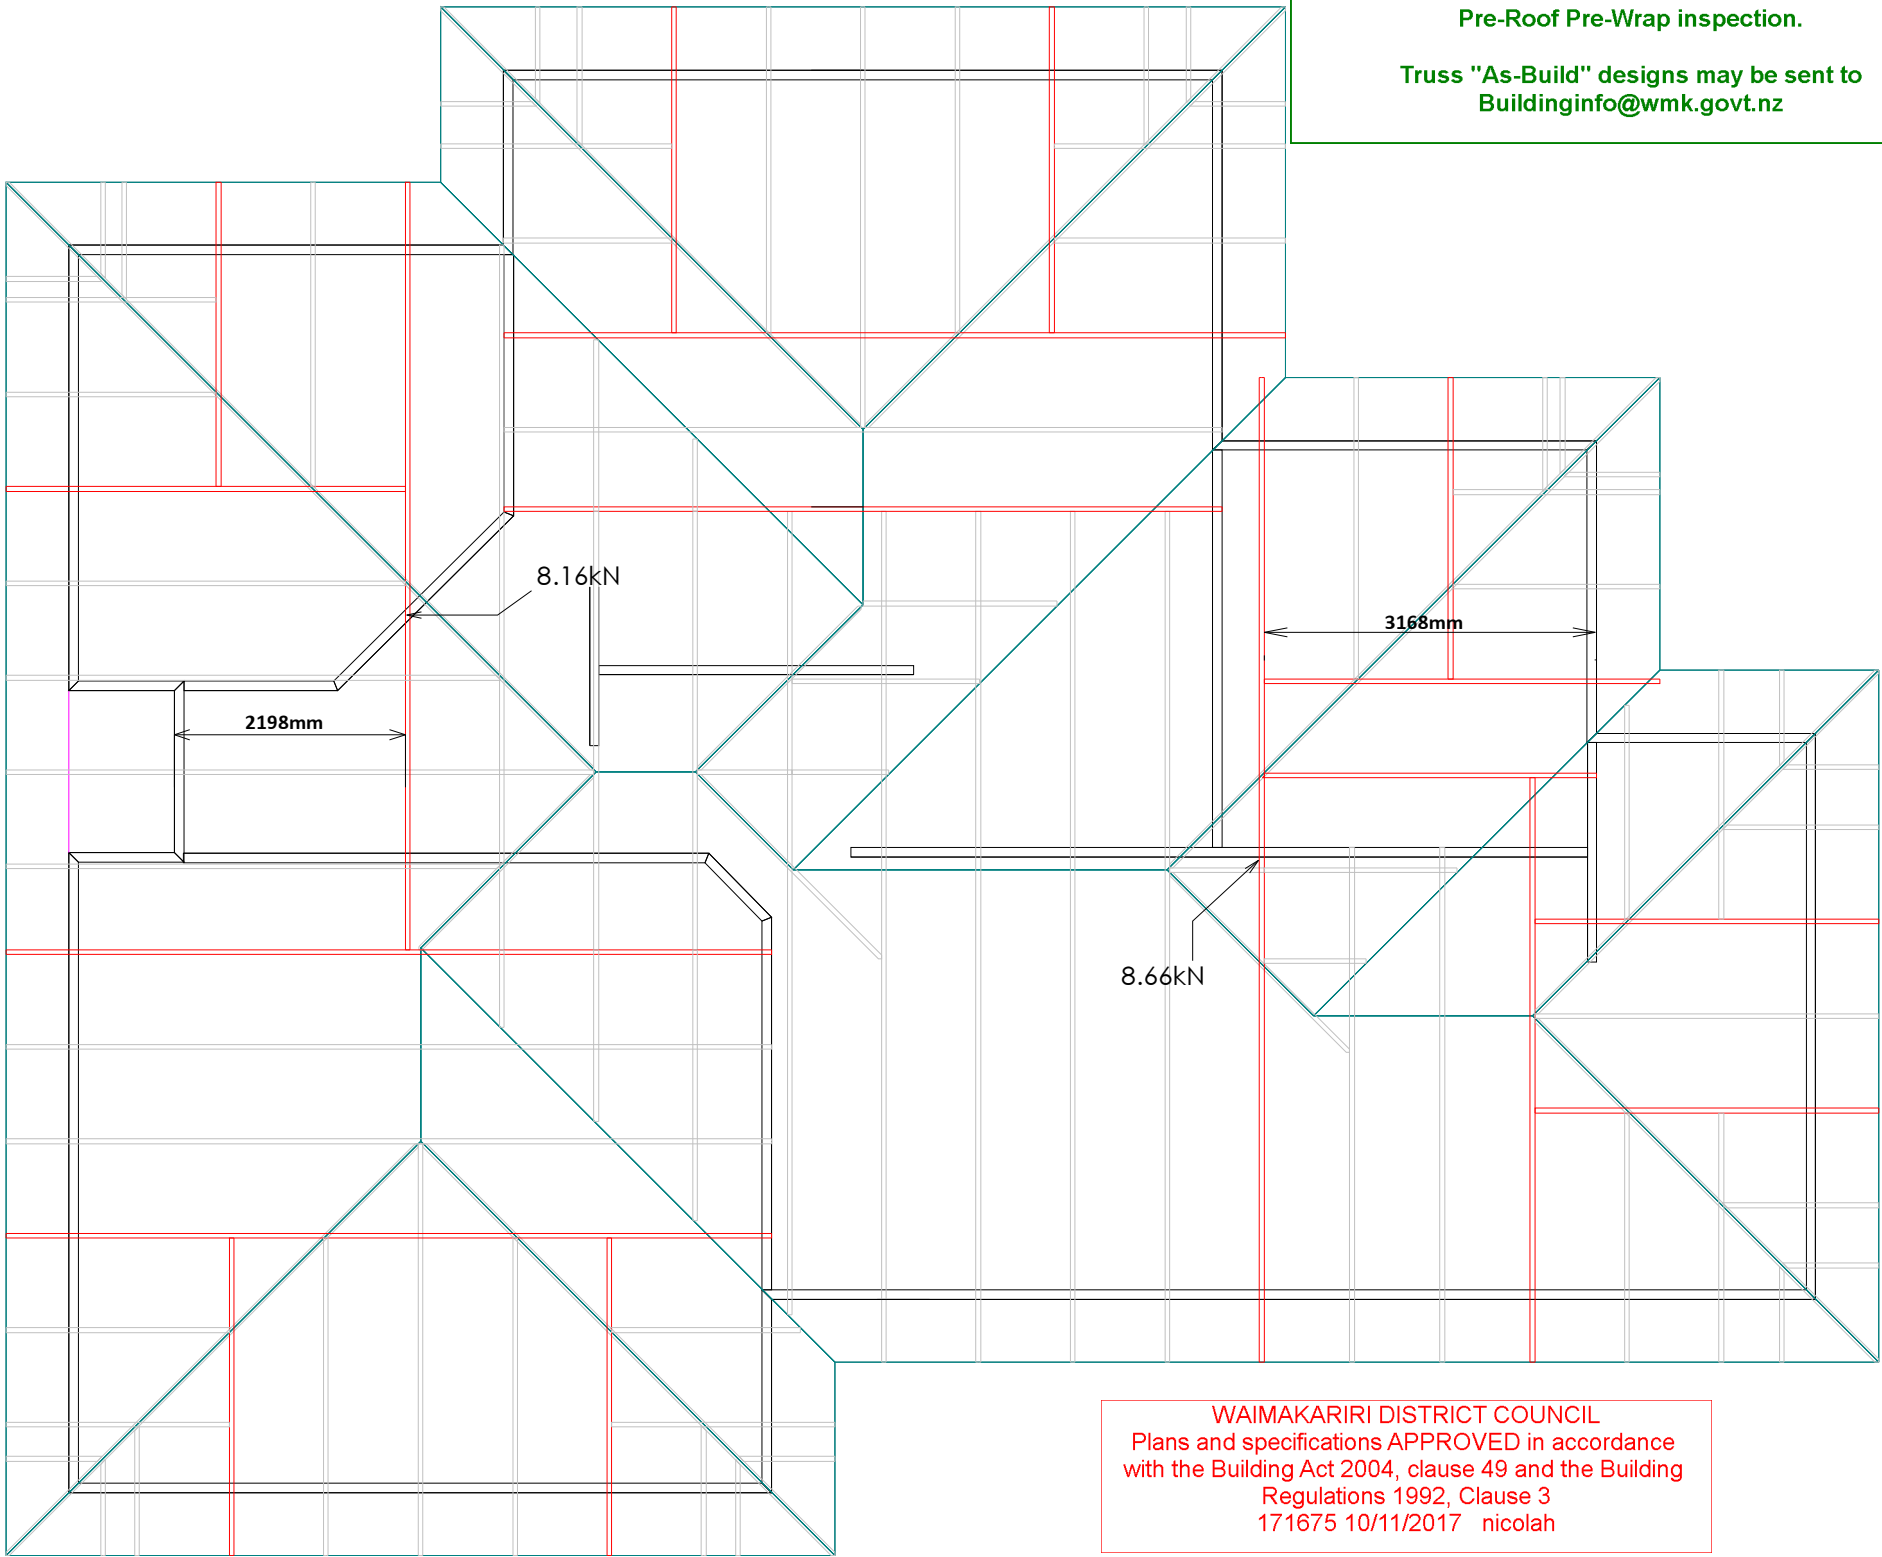 Pre-Roof Pre-Wrap inspection.
Truss "As-Build" designs may be sent to
Buildinginfo@wmk.govt.nz
8.16kN
3168mm
2198mm
8.66kN
WAIMAKARIRI DISTRICT COUNCIL
Plans and specifications APPROVED in accordance
with the Building Act 2004, clause 49 and the Building
Regulations 1992, Clause 3
171675 10/11/2017 nicolah